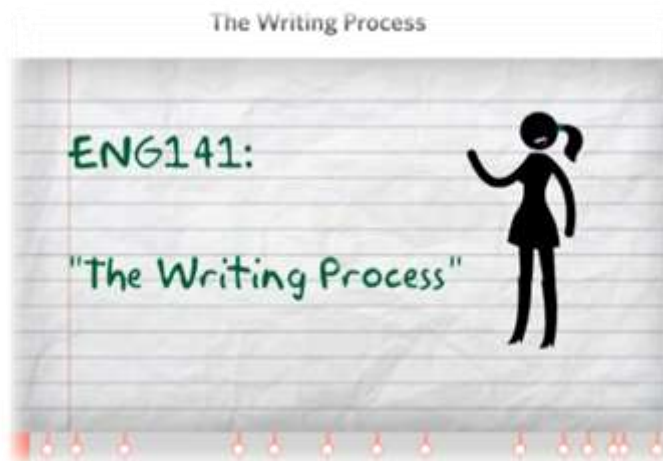 The Writing Process
ENG141:
"The Writing Process"